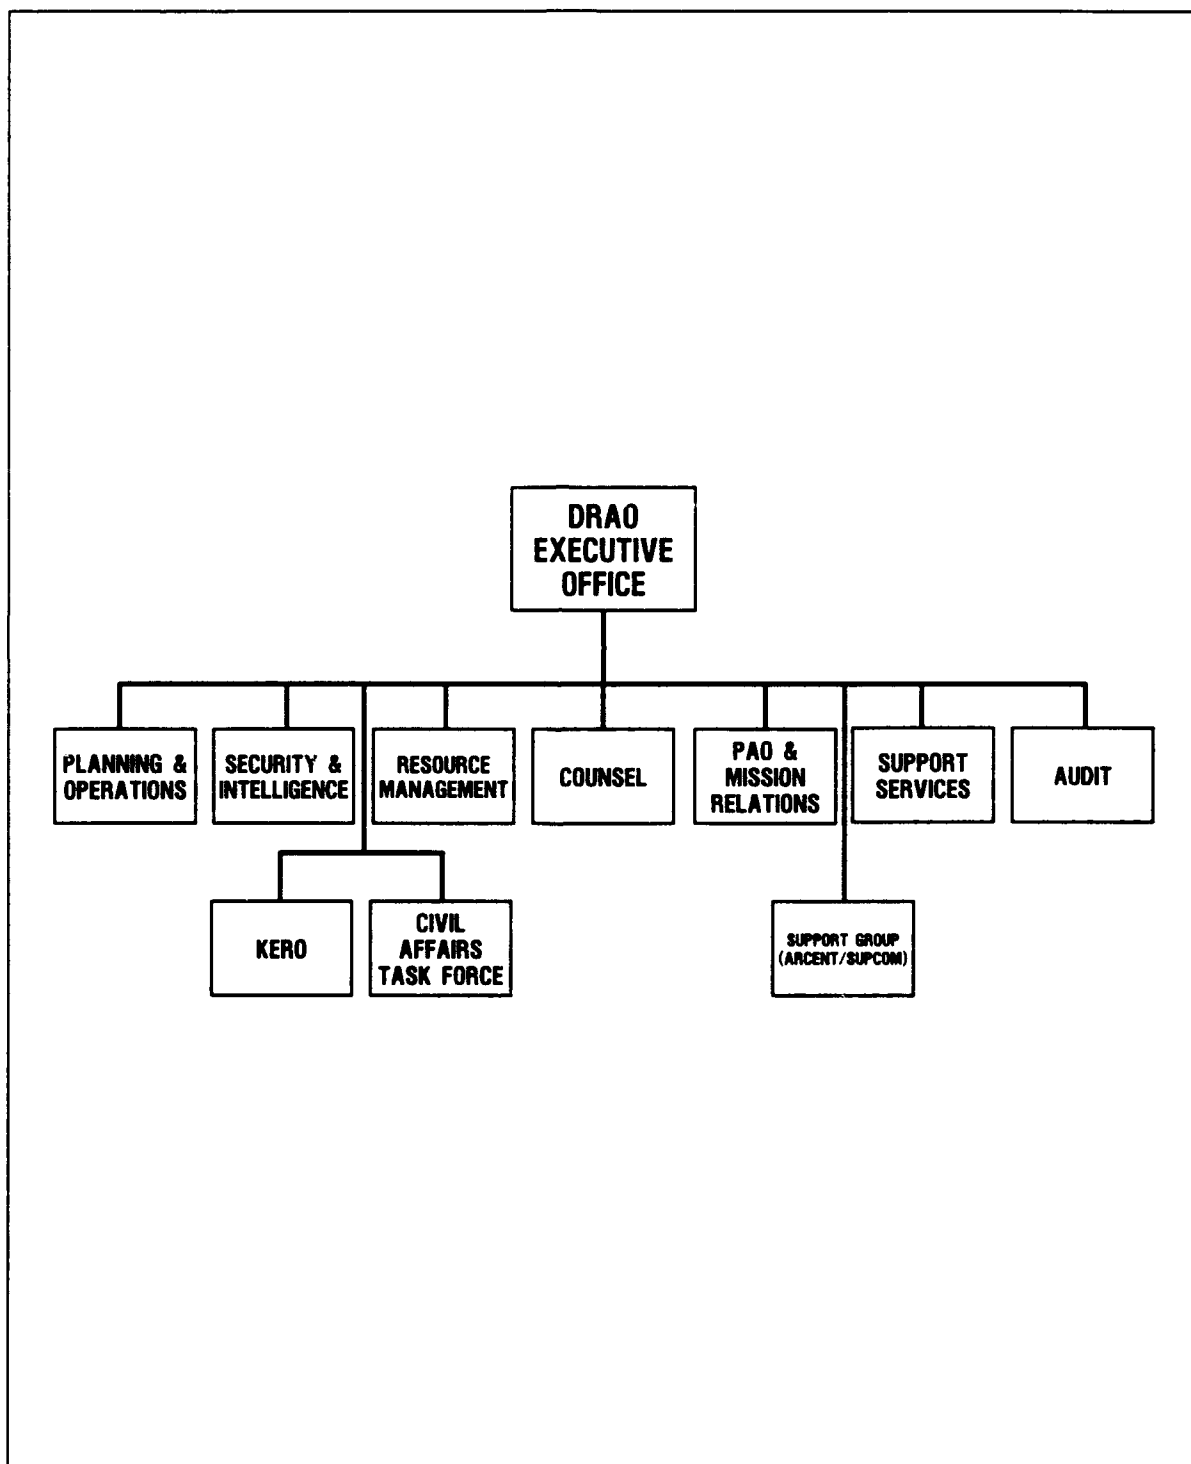 DRAO
EXECUTIVE
OFFICE
PLANNING &
OPERATIONS
SECURITY &
INTELLIGENCE
RESOURCE
MANAGEMENT
COUNSEL
PAO &
MISSION
RELATIONS
SUPPORT
SERVICES
AUDIT
KERO
CIVIL
AFFAIRS
TASK FORCE
SUPPORT GROUP
(ARCENT/SUPCOM)